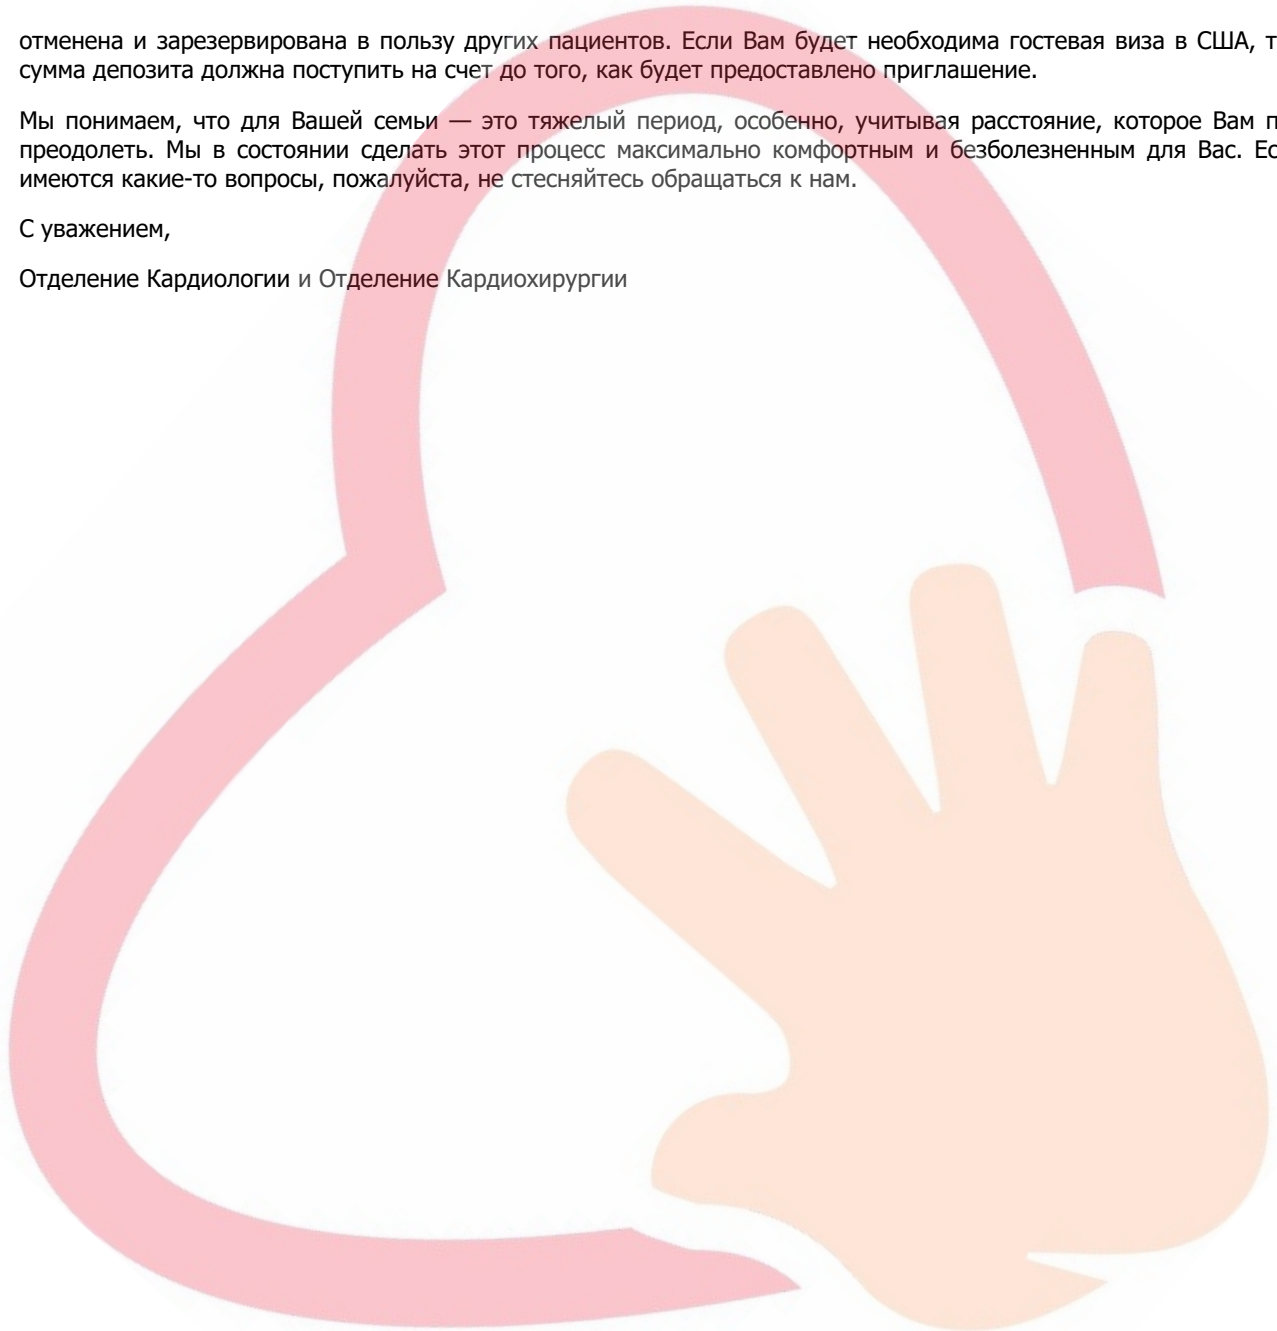 отменена и зарезервирована в пользу других пациентов. Если Вам будет необходима гостевая виза в США, т
сумма депозита должна поступить на счет до того, как будет предоставлено приглашение.
Мы понимаем, что для Вашей семьи — это тяжелый период, особенно, учитывая расстояние, которое Вам п
преодолеть. Мы в состоянии сделать этот процесс максимально комфортным и безболезненным для Вас. Ес
имеются какие-то вопросы, пожалуйста, не стесняйтесь обращаться к нам.
С уважением,
Отделение Кардиологии и Отделение Кардиохирургии